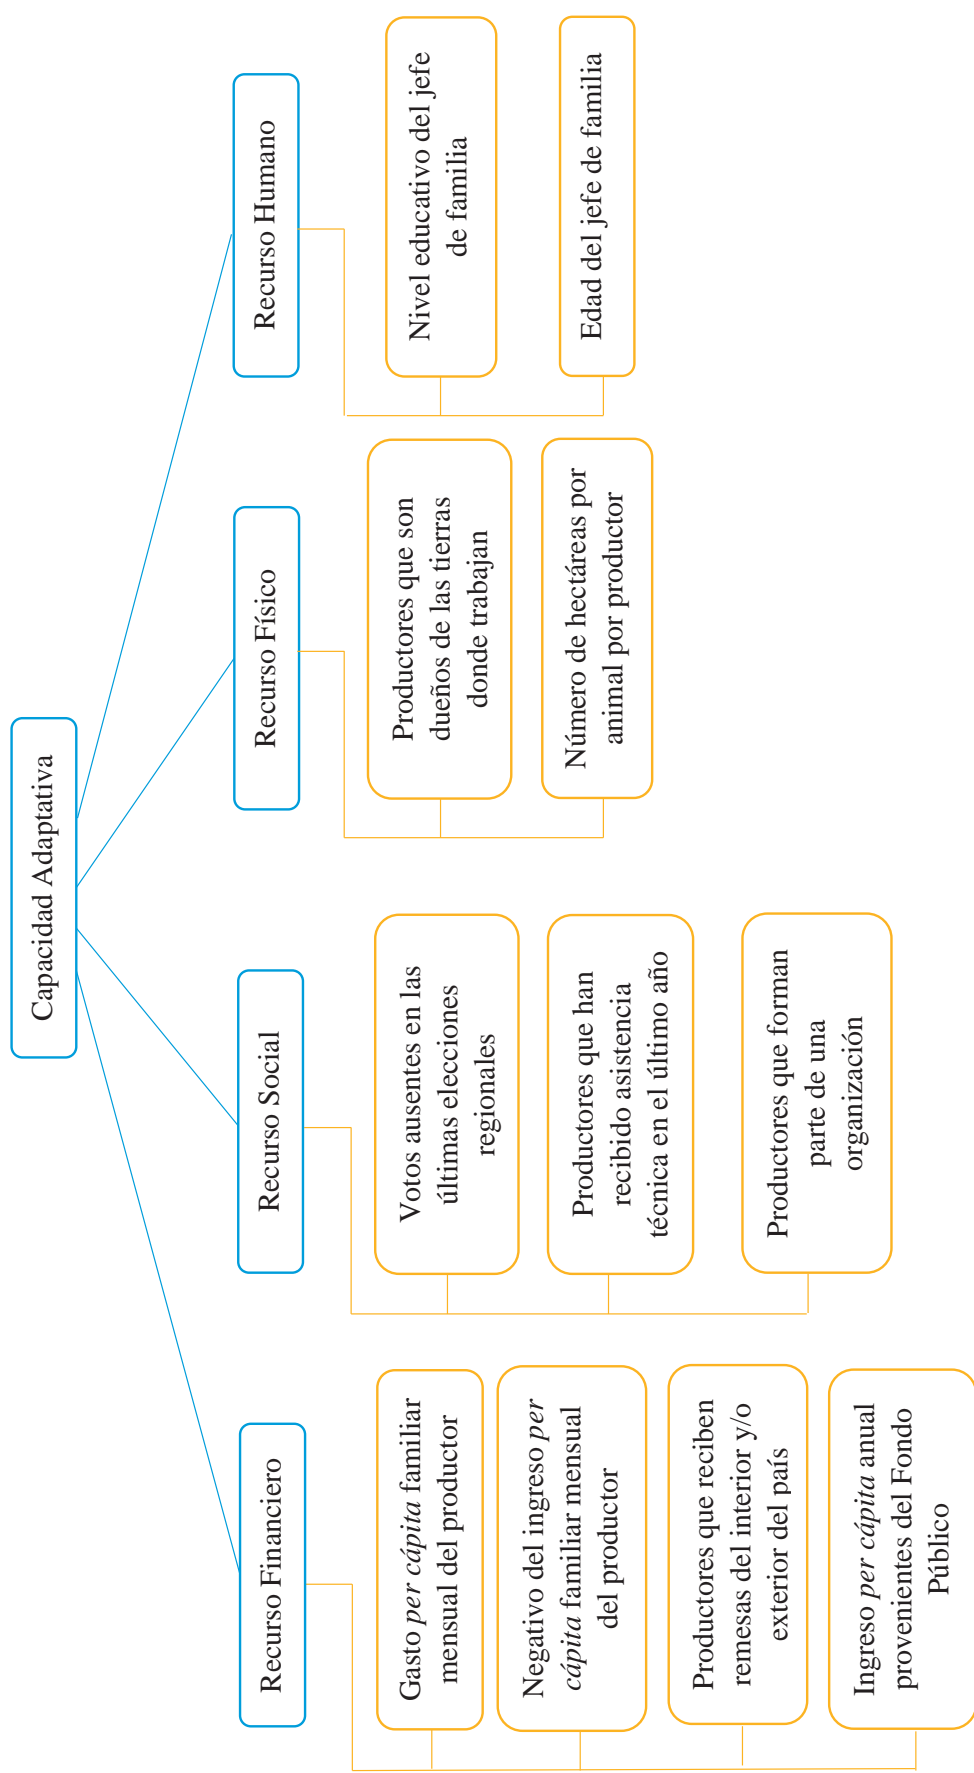 Capacidad Adaptativa
Recurso Financiero
Gasto per cápita familiar
mensual del productor
Negativo del ingreso per
cápita familiar mensual
del productor
Productores que reciben
remesas del interior y/o
exterior del país
Ingreso per cápita anual
provenientes del Fondo
Público
Recurso Social
Votos ausentes en las
últimas elecciones
regionales
Productores que han
recibido asistencia
técnica en el último año
Productores que forman
parte de una
organización
Recurso Físico
Productores que son
dueños de las tierras
donde trabajan
Número de hectáreas por
animal por productor
Recurso Humano
Nivel educativo del jefe
de familia
Edad del jefe de familia